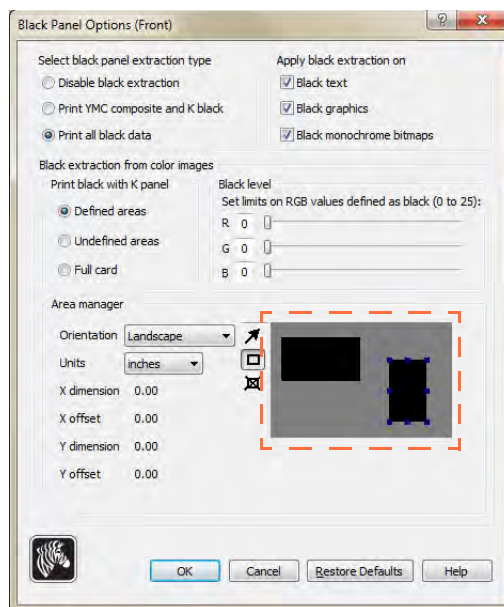 Black Panel Options (Front)
Select black panel extraction type
Disable black extraction
Print YMC composite and K black
Print all black data
Apply black extraction on
Black text
Black graphics
Black monochrome bitmaps
Black extraction from color images
Print black with K panel
Defined areas
Undefined areas
Full card
Black level
Set limits on RGB values defined as black (0 to 25):
R 0
G 0
B 0
Area manager
Orientation Landscape
Units inches
X dimension 0.00
X offset 0.00
Y dimension 0.00
Y offset 0.00
OK Cancel Restore Defaults Help